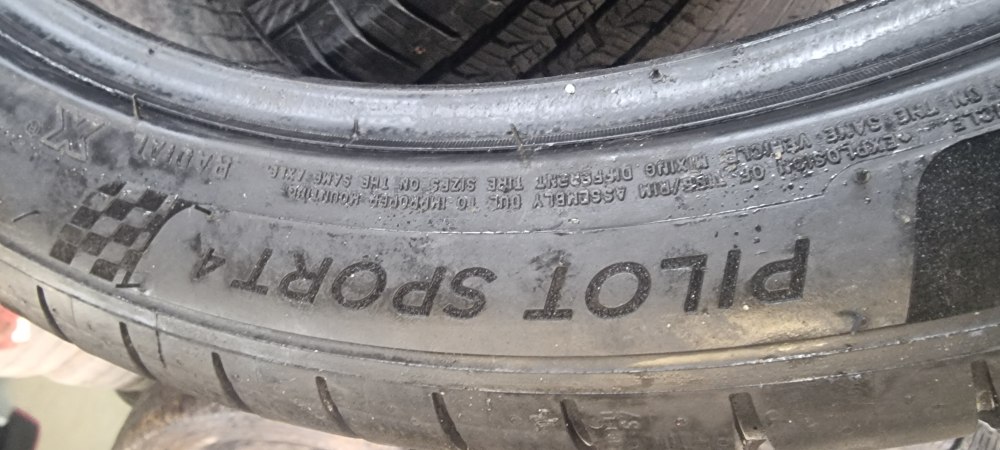 PILOT SPORT 4
EXPLOSION OF TIRE/RIM ASSEMBLY DUE TO IMPROPER MOUNTING.
ON THE SAME VEHICLE. MIXING DIFFERENT TIRE SIZES ON THE SAME AXLE
RADIAL X®